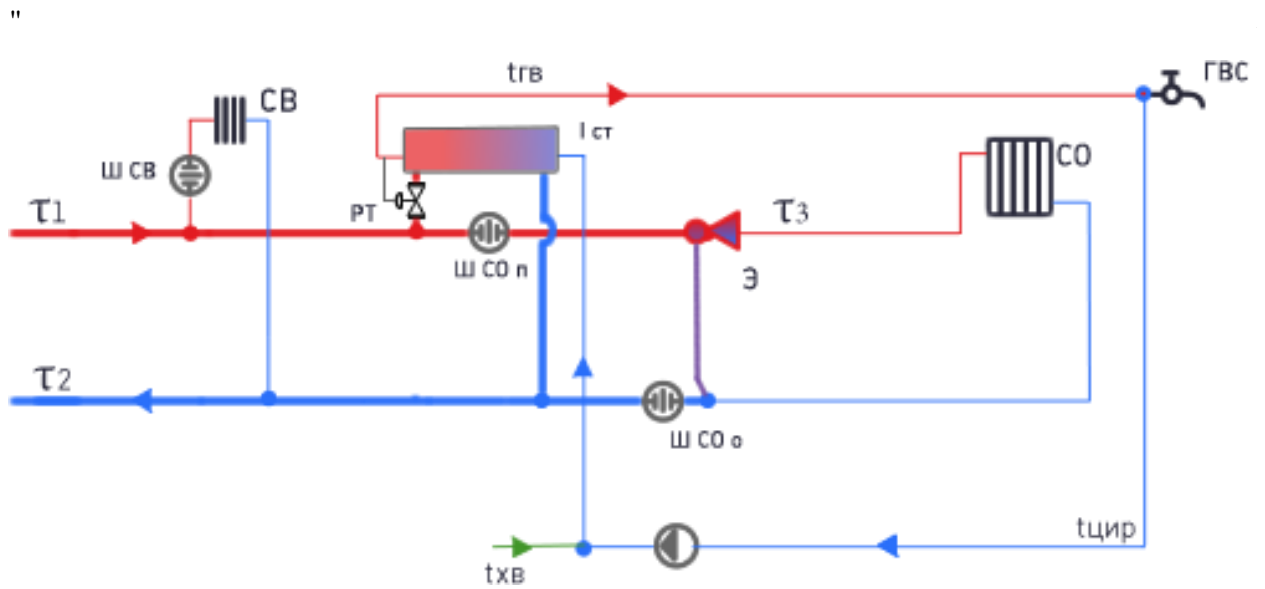 "
tгв
ГВС
СВ
I ст
СО
Ш СВ
τ1
РТ
τ3
Ш СО п
Э
τ2
Ш СО о
tцир
tхв